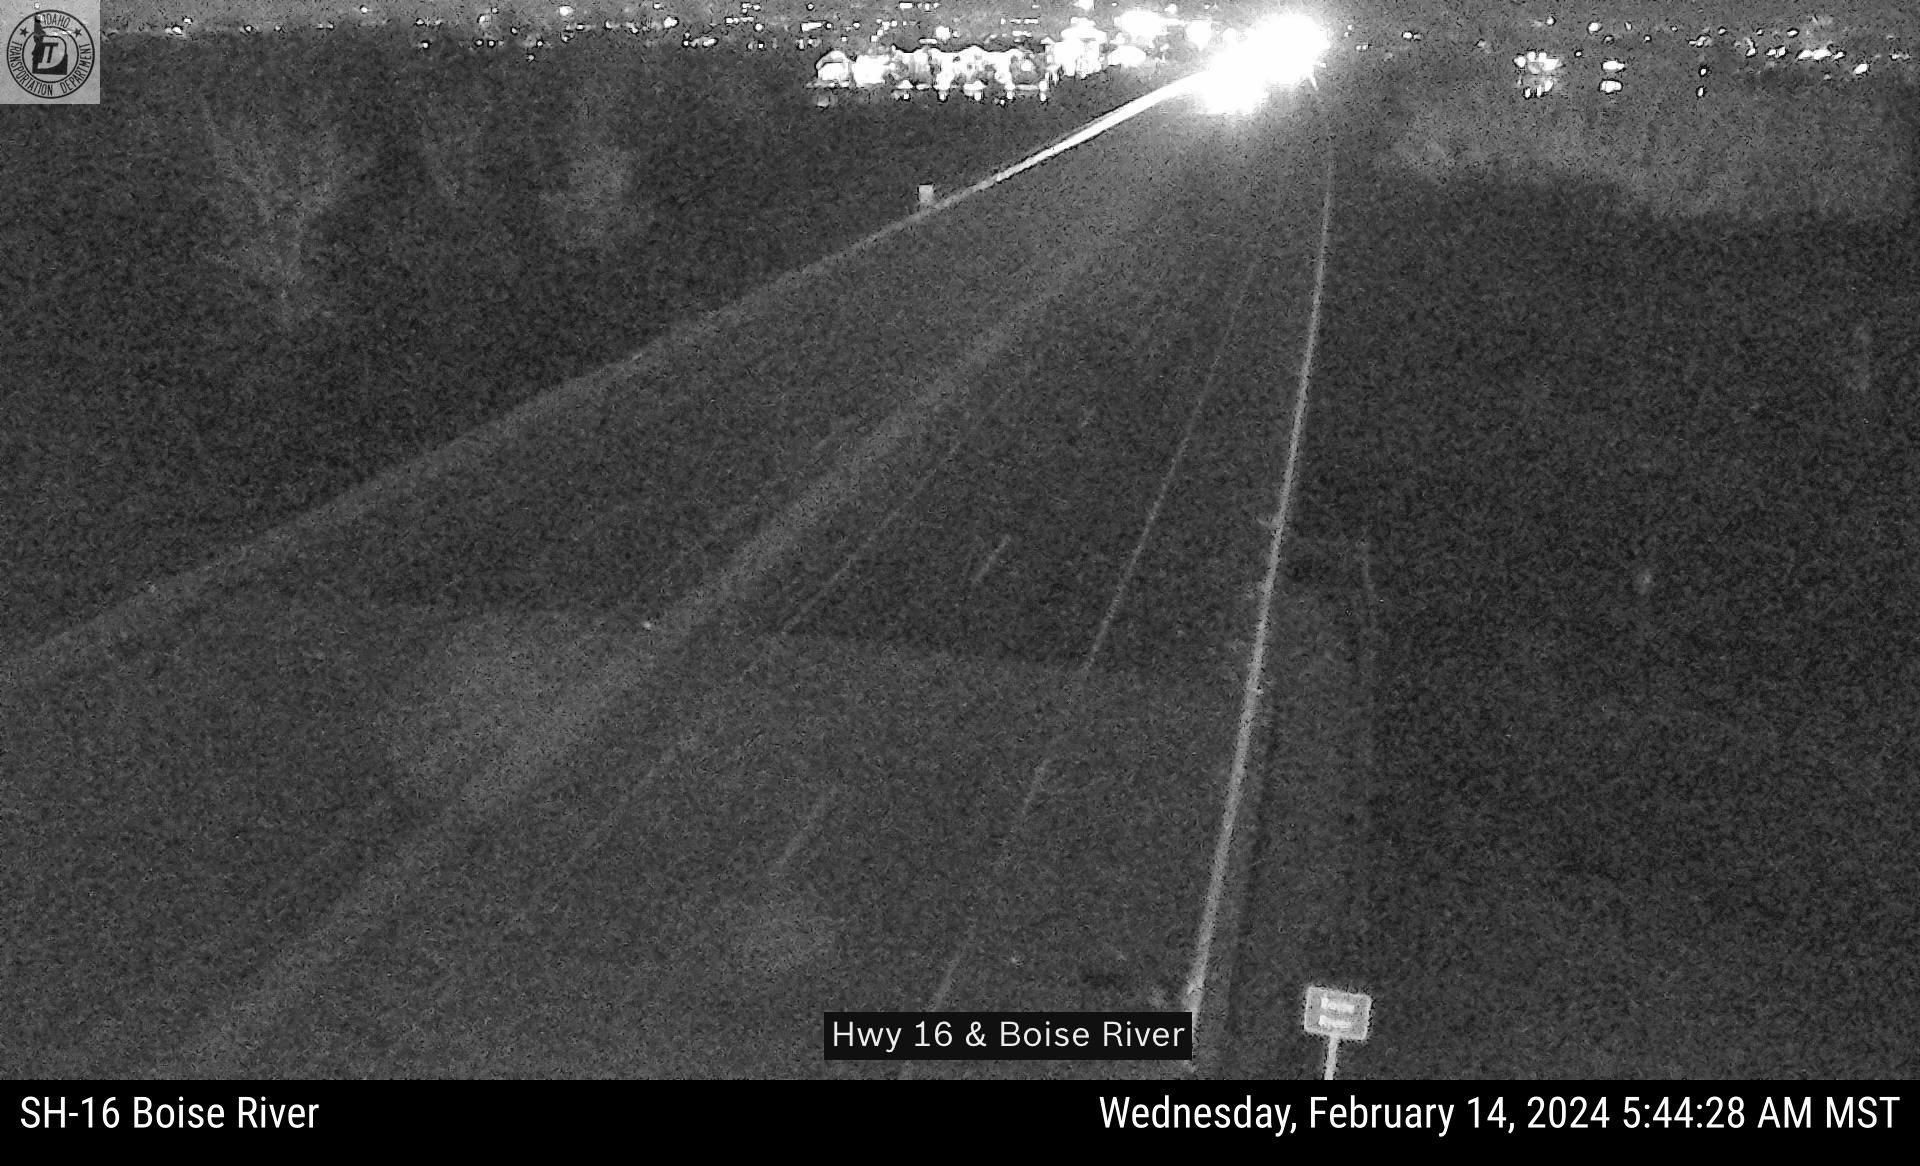 IDAHO
TRANSPORTATION DEPARTMENT
Hwy 16 & Boise River
SH-16 Boise River
Wednesday, February 14, 2024 5:44:28 AM MST